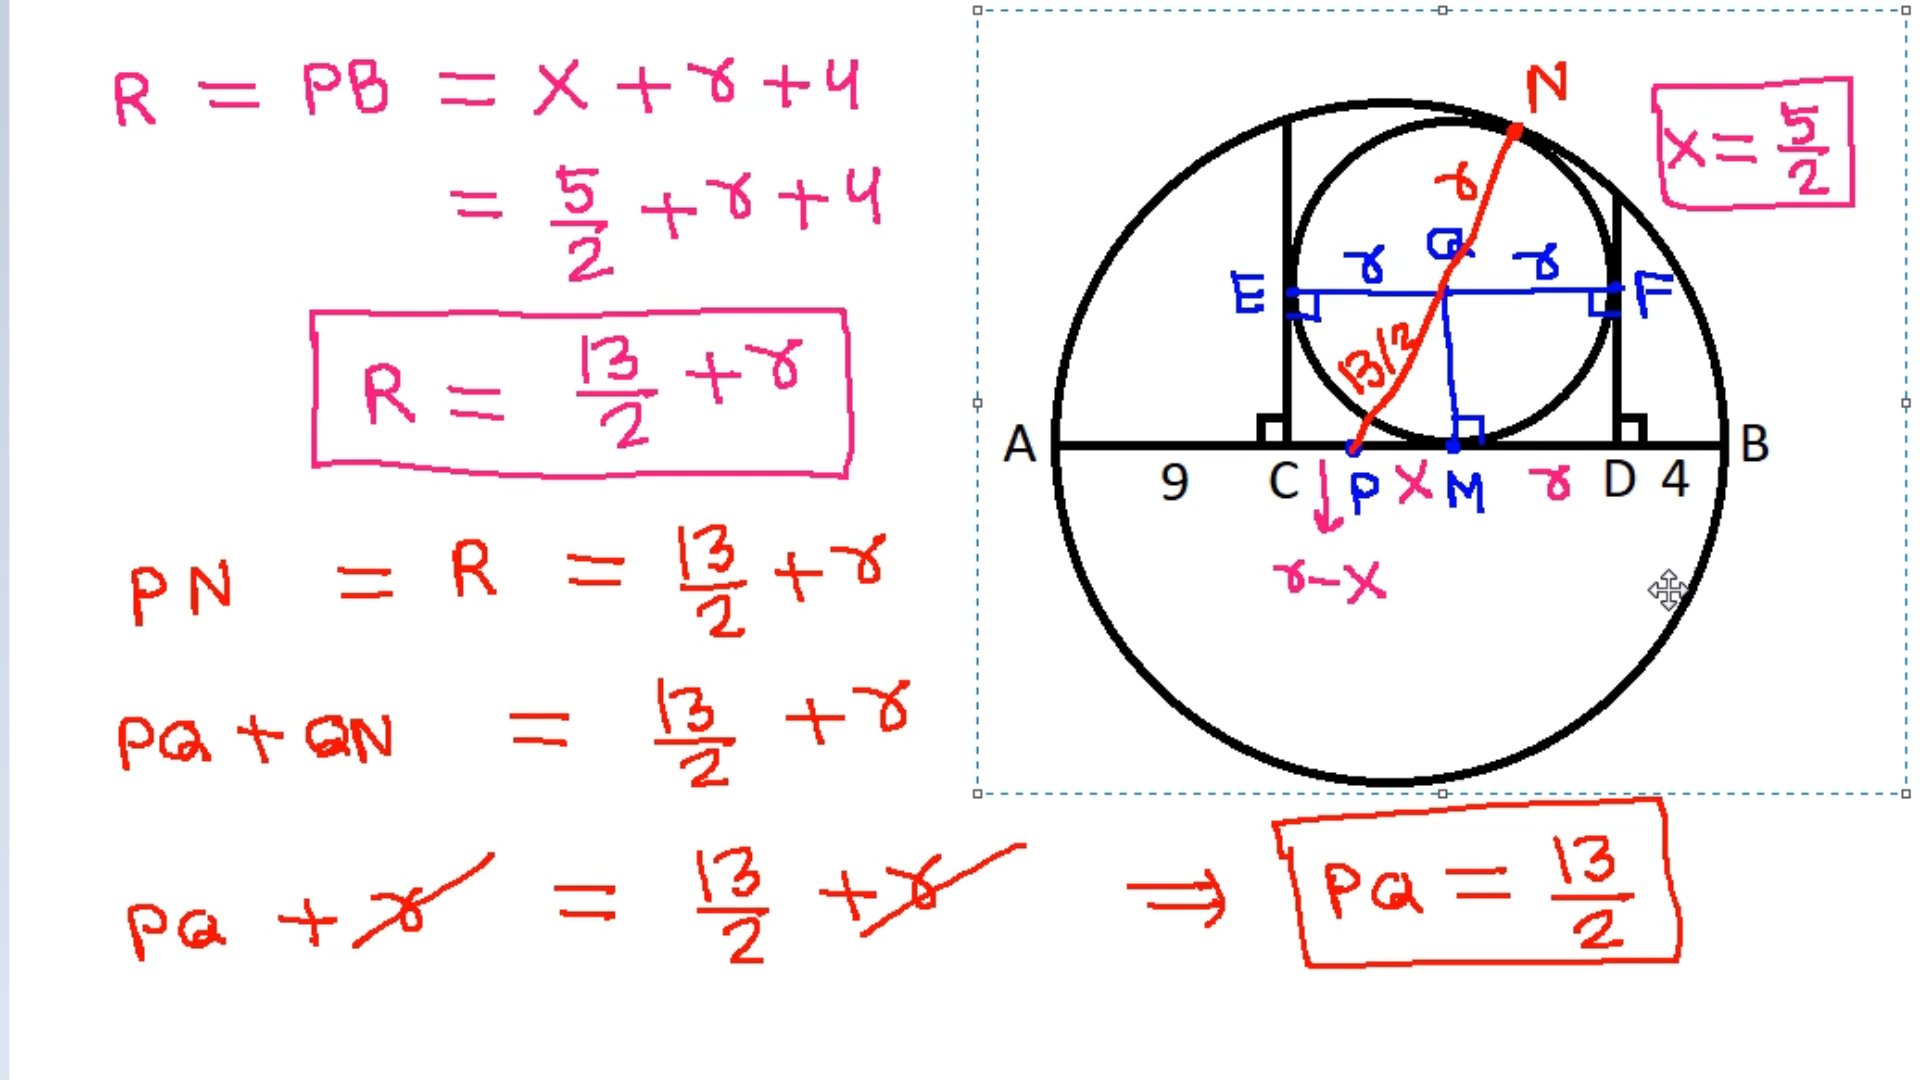 R = PB = x + r + 4
= 5/2 + r + 4
R = 13/2 + r
PN = R = 13/2 + r
PQ + QN = 13/2 + r
PQ + r = 13/2 + r ⇒ PQ = 13/2
N
x = 5/2
r
E r Q r F
13/2
A 9 C P x M r D 4 B
↓
r - x